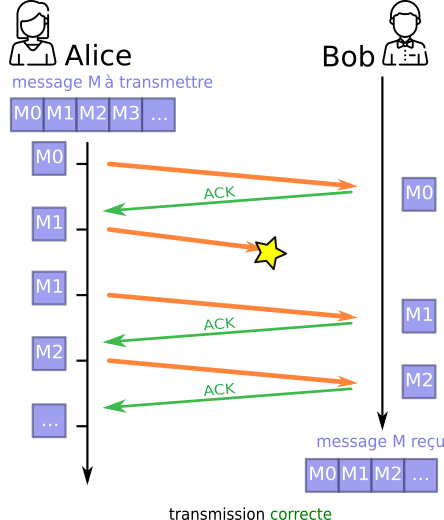 Alice
Bob
message M à transmettre
M0 M1 M2 M3 ...
M0
ACK
M0
M1
M1
ACK
M1
M2
ACK
M2
...
message M reçu
M0 M1 M2 ...
transmission correcte